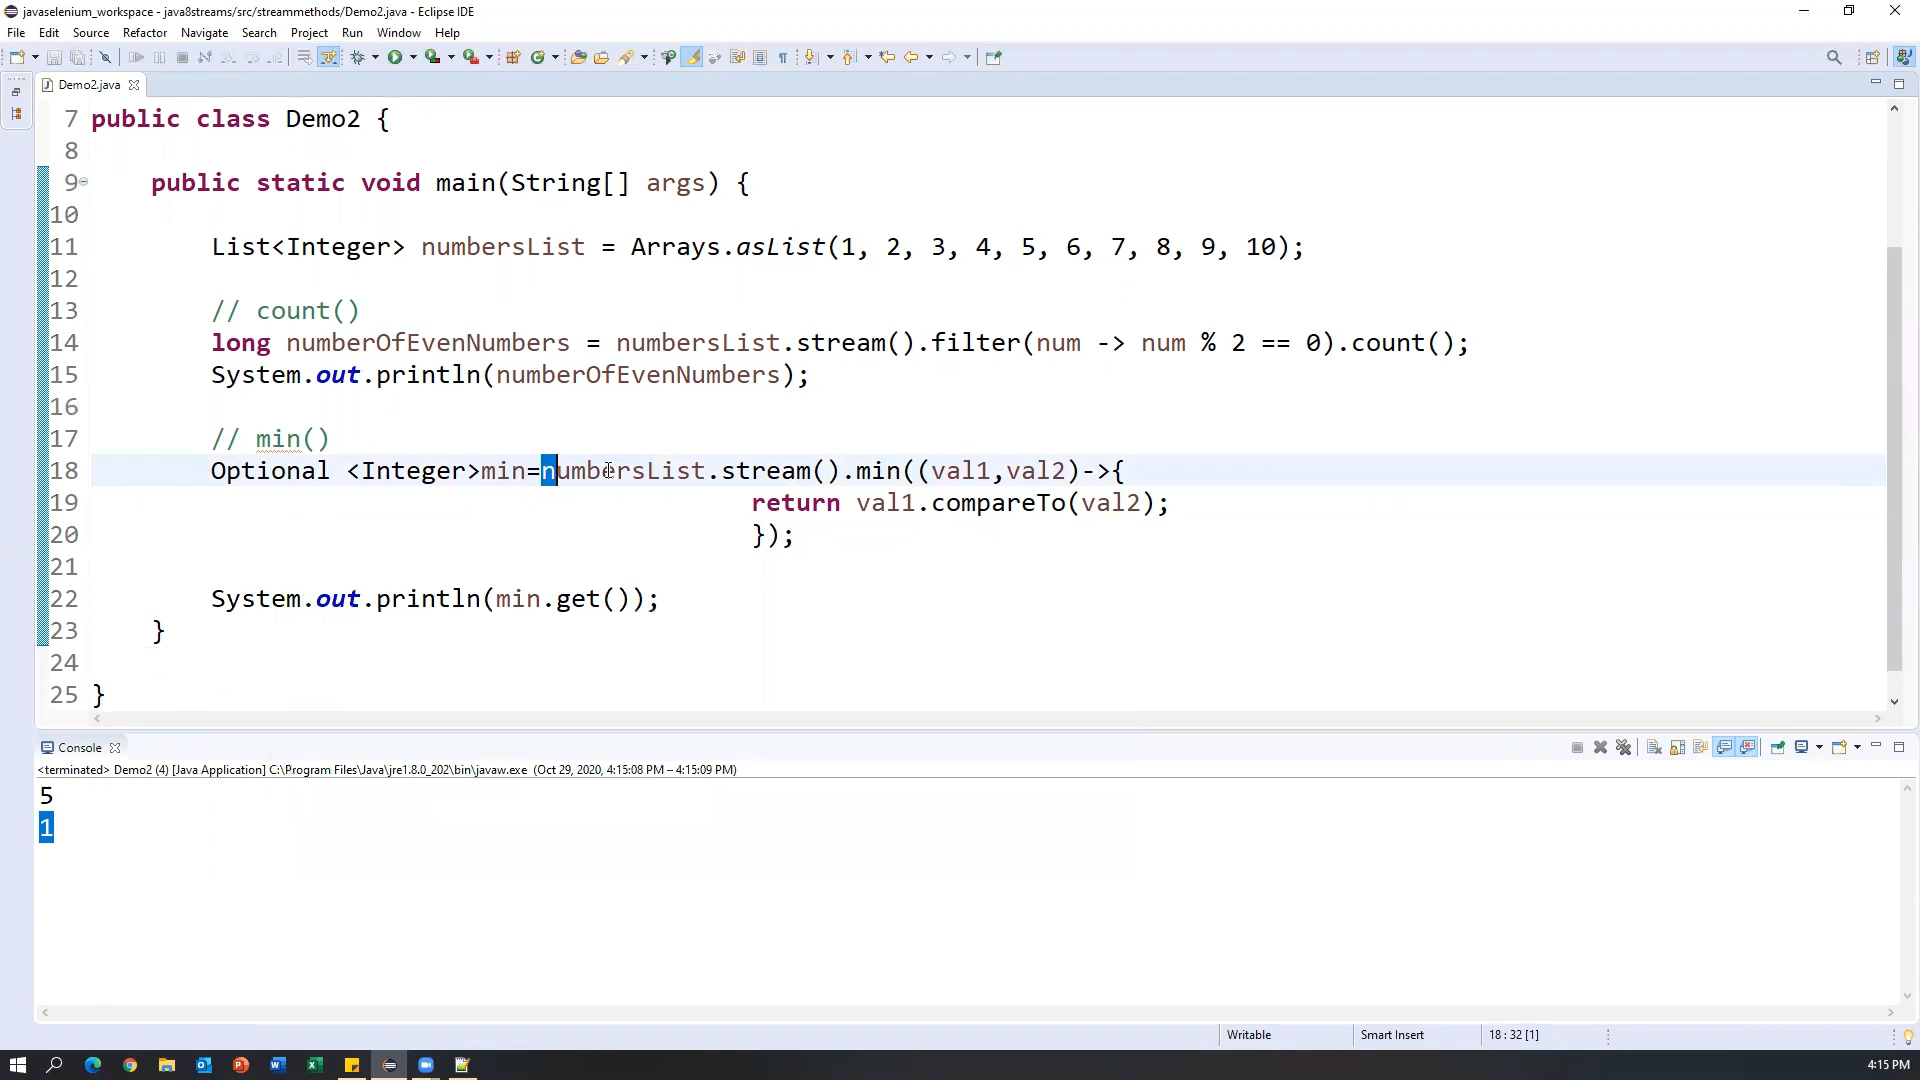 javaselenium_workspace - java8streams/src/streammethods/Demo2.java - Eclipse IDE
File Edit Source Refactor Navigate Search Project Run Window Help
Demo2.java
7 public class Demo2 {
8
9 public static void main(String[] args) {
10
11 List<Integer> numbersList = Arrays.asList(1, 2, 3, 4, 5, 6, 7, 8, 9, 10);
12
13 // count()
14 long numberOfEvenNumbers = numbersList.stream().filter(num -> num % 2 == 0).count();
15 System.out.println(numberOfEvenNumbers);
16
17 // min()
18 Optional <Integer>min=numbersList.stream().min((val1,val2)->{
19 return val1.compareTo(val2);
20 });
21
22 System.out.println(min.get());
23 }
24
25 }
Console
<terminated> Demo2 (4) [Java Application] C:\Program Files\Java\jre1.8.0_202\bin\javaw.exe (Oct 29, 2020, 4:15:08 PM – 4:15:09 PM)
5
1
Writable Smart Insert 18 : 32 [1]
4:15 PM